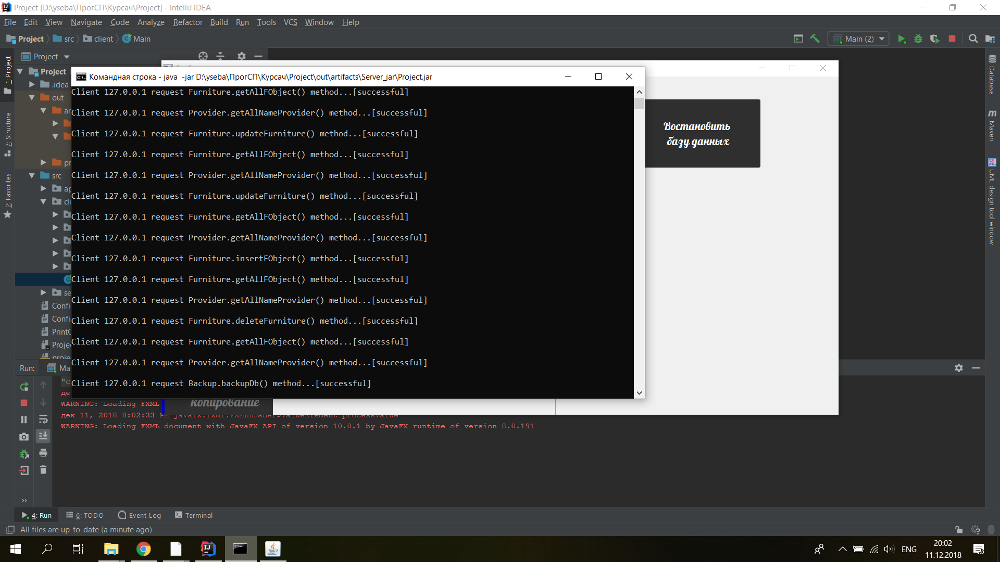 Project [D:\yseba\ПрогСП\Курсач\Project] - IntelliJ IDEA
File Edit View Navigate Code Analyze Refactor Build Run Tools VCS Window Help
Project src client Main
Main (2)
1: Project
7: Structure
2: Favorites
Project
Project
.idea
out
src
Confi
Confi
Database
Maven
UML design tool window
Командная строка - java -jar D:\yseba\ПрогСП\Курсач\Project\out\artifacts\Server_jar\Project.jar
Client 127.0.0.1 request Furniture.getAllFObject() method...[successful]
Client 127.0.0.1 request Provider.getAllNameProvider() method...[successful]
Client 127.0.0.1 request Furniture.updateFurniture() method...[successful]
Client 127.0.0.1 request Furniture.getAllFObject() method...[successful]
Client 127.0.0.1 request Provider.getAllNameProvider() method...[successful]
Client 127.0.0.1 request Furniture.updateFurniture() method...[successful]
Client 127.0.0.1 request Furniture.getAllFObject() method...[successful]
Client 127.0.0.1 request Provider.getAllNameProvider() method...[successful]
Client 127.0.0.1 request Furniture.insertFObject() method...[successful]
Client 127.0.0.1 request Furniture.getAllFObject() method...[successful]
Client 127.0.0.1 request Provider.getAllNameProvider() method...[successful]
Client 127.0.0.1 request Furniture.deleteFurniture() method...[successful]
Client 127.0.0.1 request Furniture.getAllFObject() method...[successful]
Client 127.0.0.1 request Provider.getAllNameProvider() method...[successful]
Client 127.0.0.1 request Backup.backupDb() method...[successful]
Востановить
базу данных
копирование
Run: Ma
WARNING: Loading FXML
дек 11, 2018 8:02:33 PM javafx.fxml.FXMLLoader$ValueElement processValue
WARNING: Loading FXML document with JavaFX API of version 10.0.1 by JavaFX runtime of version 8.0.191
4: Run 6: TODO Event Log Terminal
All files are up-to-date (a minute ago)
ENG
20:02
11.12.2018